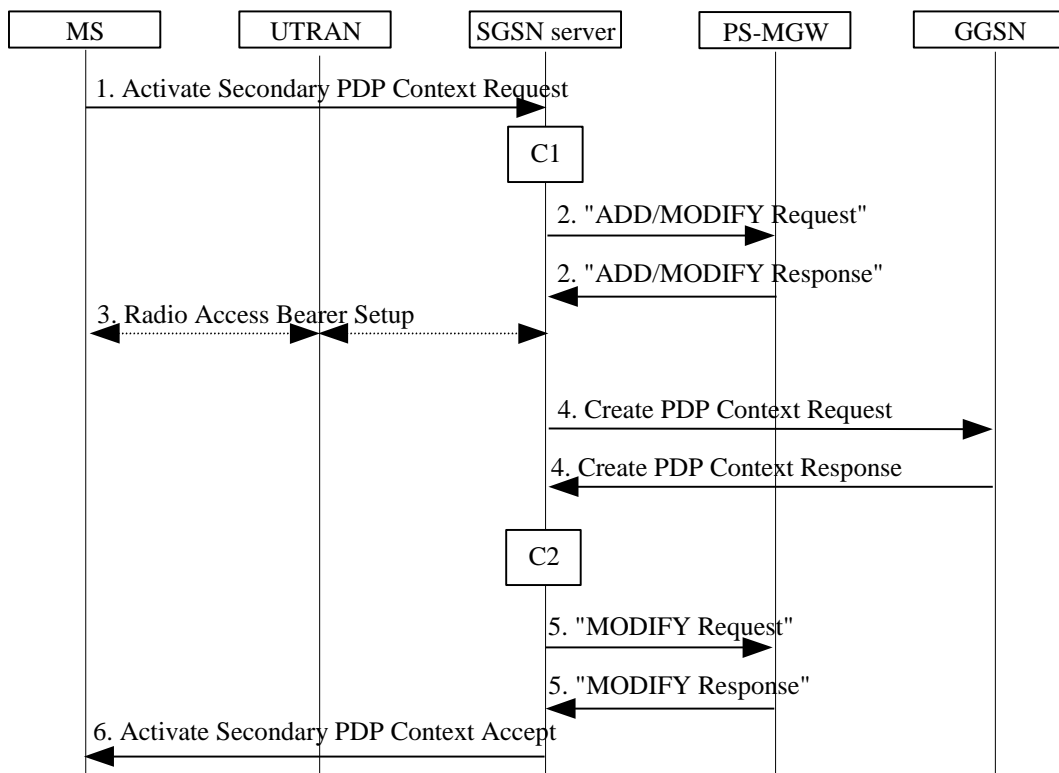 MS
UTRAN
SGSN server
PS-MGW
GGSN
1. Activate Secondary PDP Context Request
C1
2. "ADD/MODIFY Request"
2. "ADD/MODIFY Response"
3. Radio Access Bearer Setup
4. Create PDP Context Request
4. Create PDP Context Response
C2
5. "MODIFY Request"
5. "MODIFY Response"
6. Activate Secondary PDP Context Accept